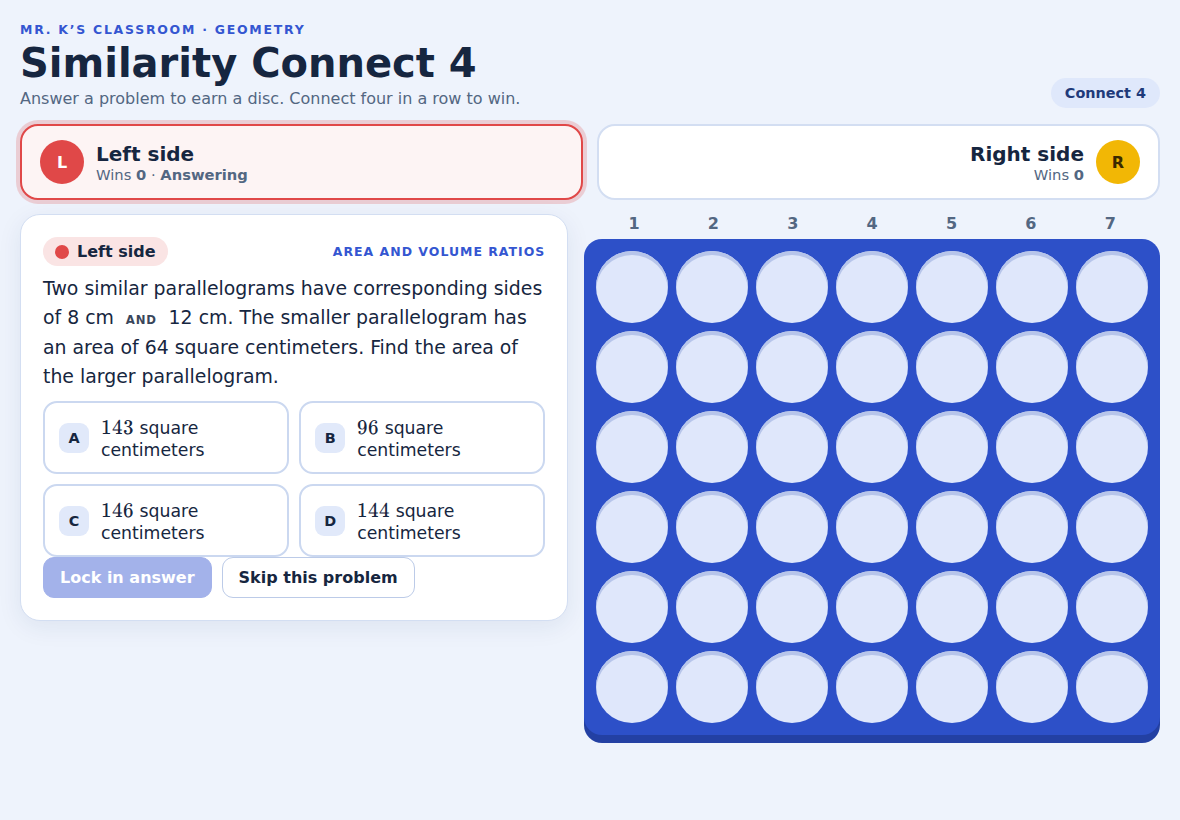 MR. K'S CLASSROOM · GEOMETRY
Similarity Connect 4
Answer a problem to earn a disc. Connect four in a row to win.
Connect 4
L
Left side
Wins 0 · Answering
Right side
Wins 0
R
Left side
AREA AND VOLUME RATIOS
Two similar parallelograms have corresponding sides
of 8 cm AND 12 cm. The smaller parallelogram has
an area of 64 square centimeters. Find the area of
the larger parallelogram.
A
143 square
centimeters
B
96 square
centimeters
C
146 square
centimeters
D
144 square
centimeters
Lock in answer
Skip this problem
1 2 3 4 5 6 7